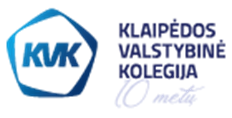 KVK
KLAIPĖDOS
VALSTYBINĖ
KOLEGIJA
10 metų